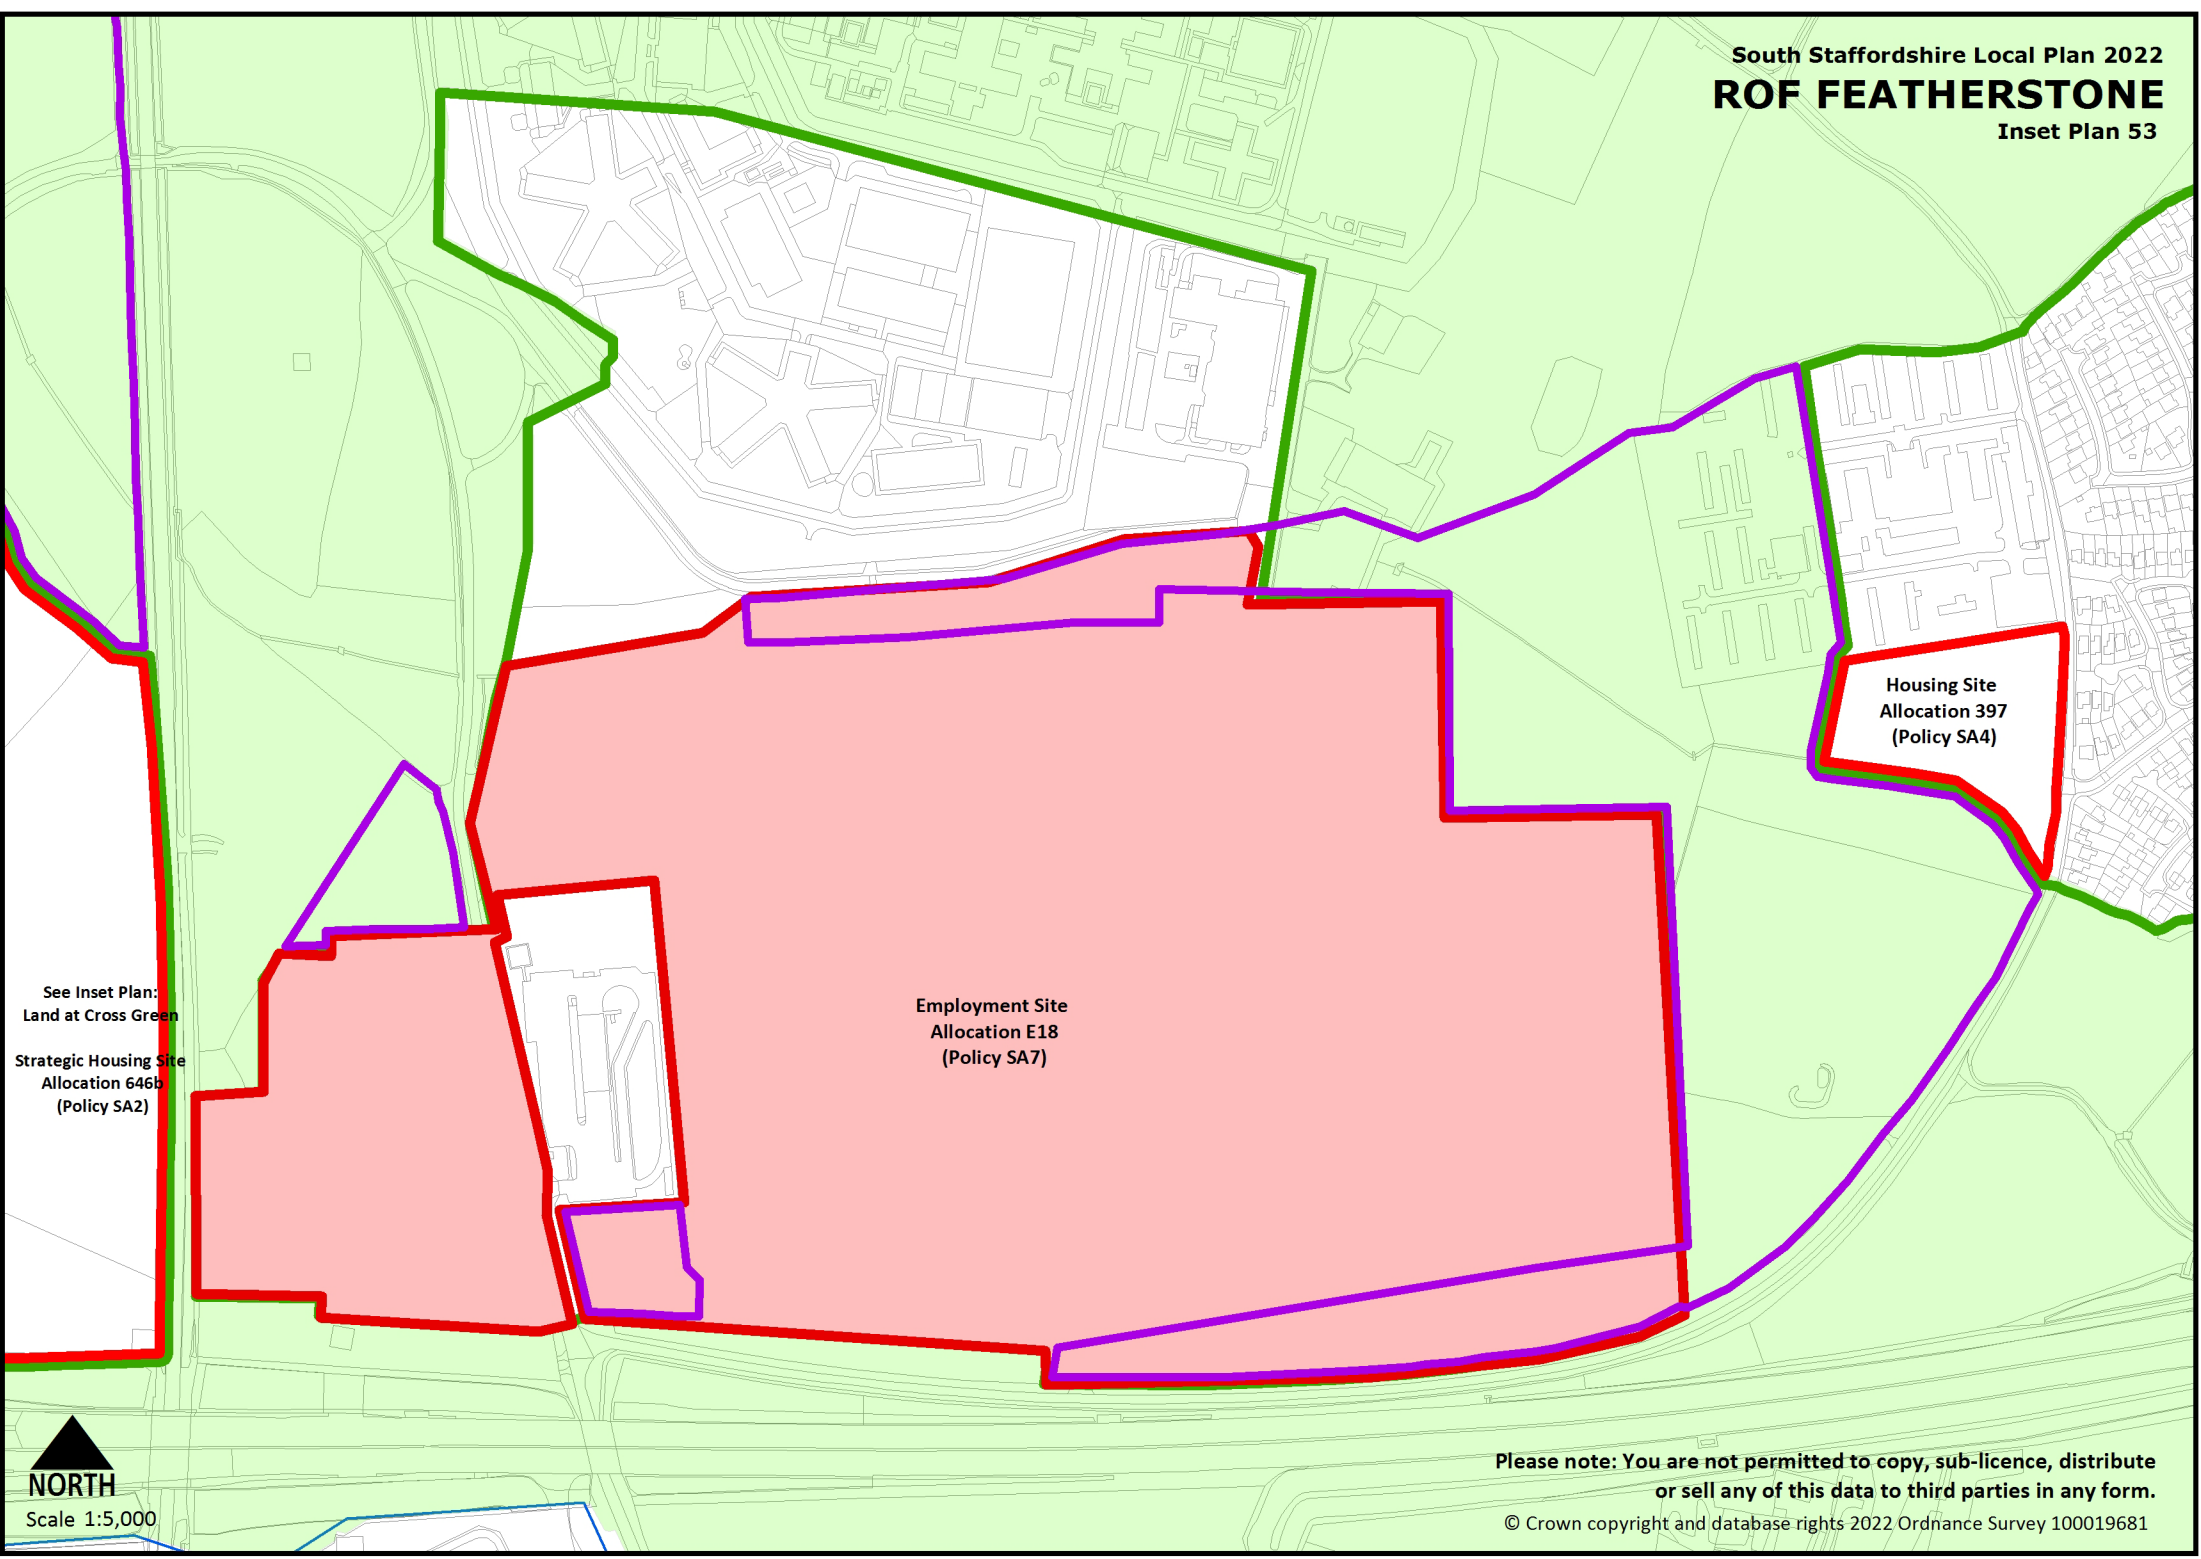 South Staffordshire Local Plan 2022
ROF FEATHERSTONE
Inset Plan 53
Housing Site
Allocation 397
(Policy SA4)
See Inset Plan:
Land at Cross Green
Strategic Housing Site
Allocation 646b
(Policy SA2)
Employment Site
Allocation E18
(Policy SA7)
NORTH
Scale 1:5,000
Please note: You are not permitted to copy, sub-licence, distribute
or sell any of this data to third parties in any form.
© Crown copyright and database rights 2022 Ordnance Survey 100019681